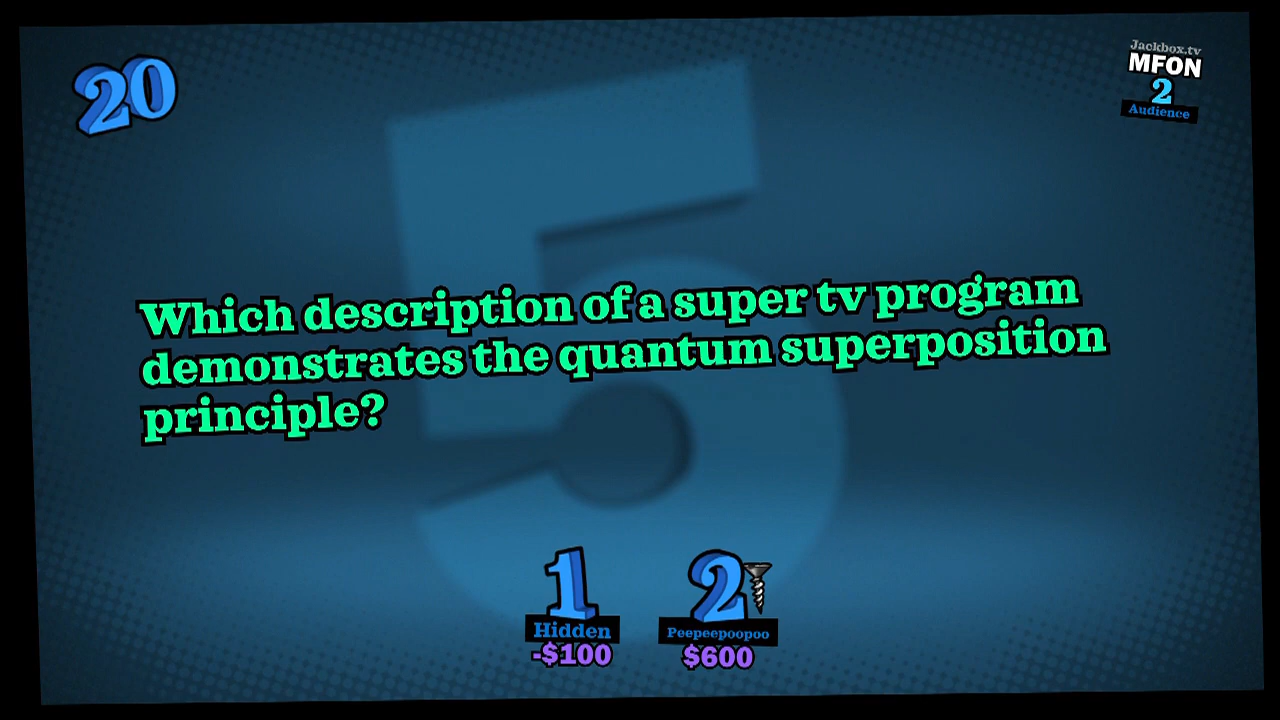 20
Jackbox.tv
MFON
2
Audience
5
Which description of a super tv program
demonstrates the quantum superposition
principle?
1
Hidden
-$100
2
Peepeepoopoo
$600